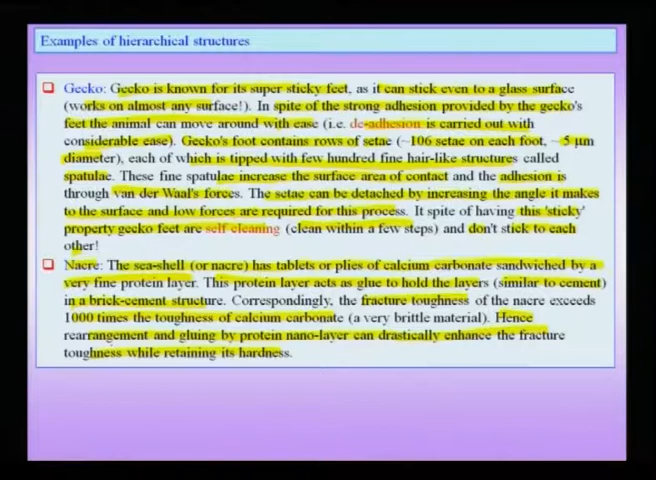 Examples of hierarchical structures
Gecko: Gecko is known for its super sticky feet, as it can stick even to a glass surface
(works on almost any surface!). In spite of the strong adhesion provided by the gecko's
feet the animal can move around with ease (i.e. de-adhesion is carried out with
considerable ease). Gecko's foot contains rows of setae (~106 setae on each foot, ~ 5 μm
diameter), each of which is tipped with few hundred fine hair-like structures called
spatulae. These fine spatulae increase the surface area of contact and the adhesion is
through van der Waal's forces. The setae can be detached by increasing the angle it makes
to the surface and low forces are required for this process. It spite of having this 'sticky'
property gecko feet are self cleaning (clean within a few steps) and don't stick to each
other!
Nacre: The sea-shell (or nacre) has tablets or plies of calcium carbonate sandwiched by a
very fine protein layer. This protein layer acts as glue to hold the layers (similar to cement)
in a brick-cement structure. Correspondingly, the fracture toughness of the nacre exceeds
1000 times the toughness of calcium carbonate (a very brittle material). Hence
rearrangement and gluing by protein nano-layer can drastically enhance the fracture
toughness while retaining its hardness.